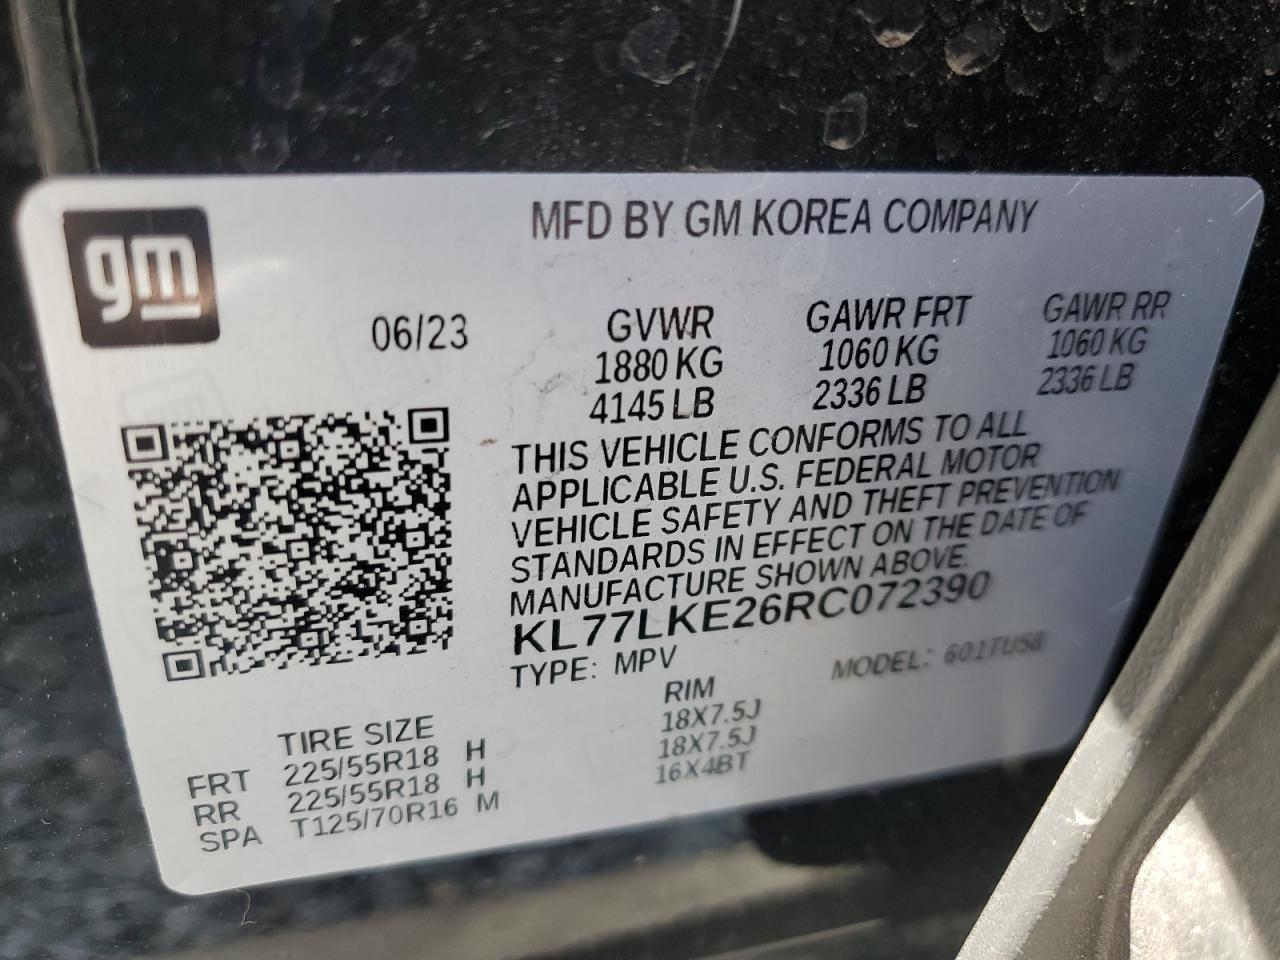 gm
MFD BY GM KOREA COMPANY
06/23
GVWR GAWR FRT GAWR RR
1880 KG 1060 KG 1060 KG
4145 LB 2336 LB 2336 LB
THIS VEHICLE CONFORMS TO ALL
APPLICABLE U.S. FEDERAL MOTOR
VEHICLE SAFETY AND THEFT PREVENTION
STANDARDS IN EFFECT ON THE DATE OF
MANUFACTURE SHOWN ABOVE.
KL77LKE26RC072390
TYPE: MPV MODEL: 601TU58
TIRE SIZE RIM
FRT 225/55R18 H 18X7.5J
RR 225/55R18 H 18X7.5J
SPA T125/70R16 M 16X4BT